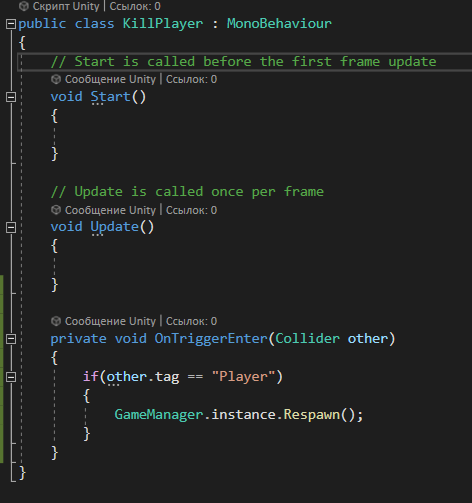 Скрипт Unity | Ссылок: 0
public class KillPlayer : MonoBehaviour
{
// Start is called before the first frame update
Сообщение Unity | Ссылок: 0
void Start()
{
}
// Update is called once per frame
Сообщение Unity | Ссылок: 0
void Update()
{
}
Сообщение Unity | Ссылок: 0
private void OnTriggerEnter(Collider other)
{
if(other.tag == "Player")
{
GameManager.instance.Respawn();
}
}
}